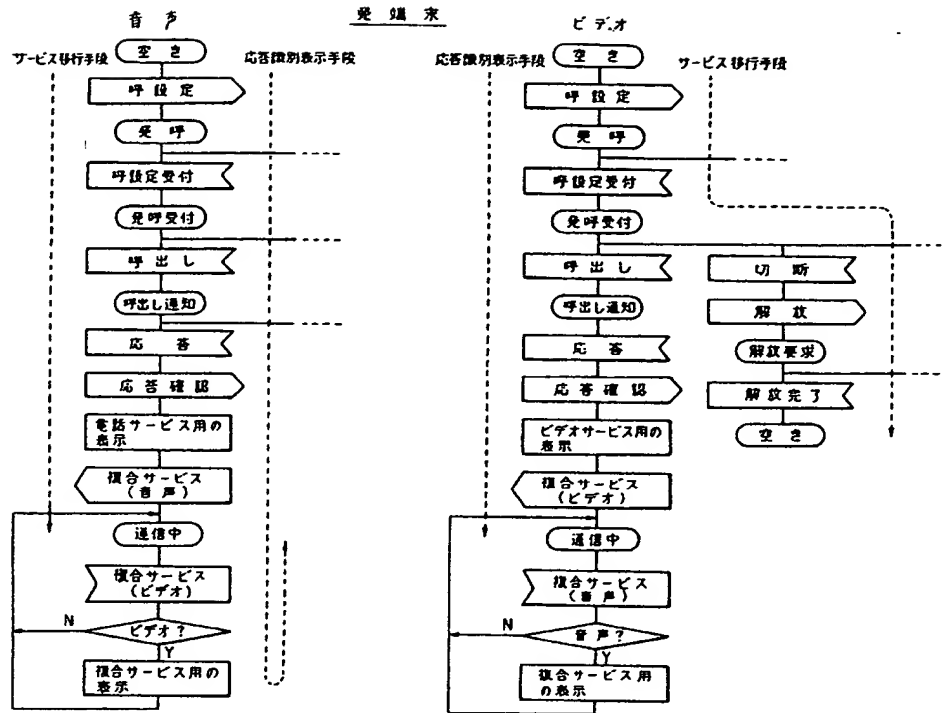 発端末
音声
サービス移行手段
応答識別表示手段
空き
呼設定
発呼
呼設定受付
発呼受付
呼出し
呼出し通知
応答
応答確認
電話サービス用の
表示
複合サービス
(音声)
通信中
複合サービス
(ビデオ)
ビデオ?
N
Y
複合サービス用の
表示
ビデオ
応答識別表示手段
サービス移行手段
空き
呼設定
発呼
呼設定受付
発呼受付
呼出し
呼出し通知
応答
応答確認
ビデオサービス用の
表示
複合サービス
(ビデオ)
通信中
複合サービス
(音声)
音声?
N
Y
複合サービス用
の表示
切断
解放
解放要求
解放完了
空き